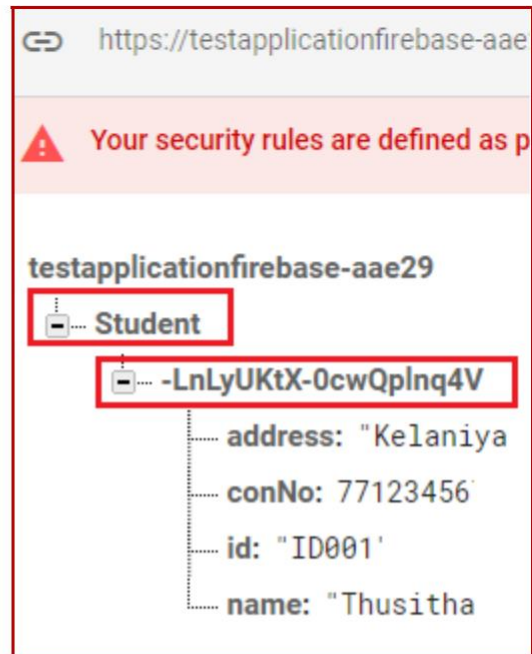 https://testapplicationfirebase-aae
Your security rules are defined as p
testapplicationfirebase-aae29
Student
-LnLyUKtX-0cwQplnq4V
address: "Kelaniya
conNo: 77123456
id: "ID001'
name: "Thusitha